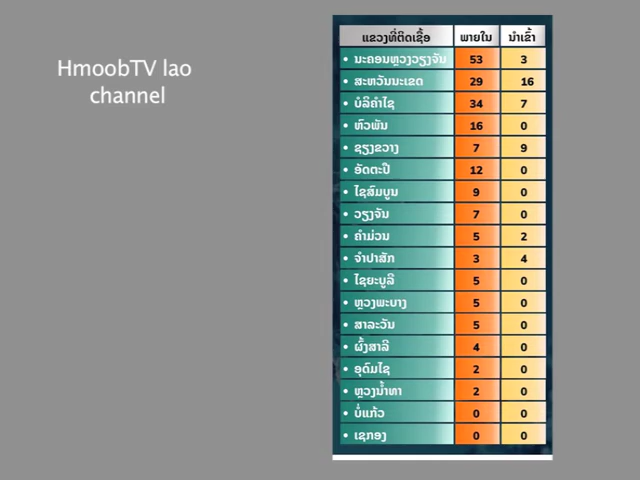 HmoobTV lao
channel
ແຂວງທີ່ຕິດເຊື້ອ ພາຍໃນ ນຳເຂົ້າ
• ນະຄອນຫຼວງວຽງຈັນ 53 3
• ສະຫວັນນະເຂດ 29 16
• ບໍລິຄຳໄຊ 34 7
• ຫົວພັນ 16 0
• ຊຽງຂວາງ 7 9
• ອັດຕະປື 12 0
• ໄຊສົມບູນ 9 0
• ວຽງຈັນ 7 0
• ຄຳມ່ວນ 5 2
• ຈຳປາສັກ 3 4
• ໄຊຍະບູລີ 5 0
• ຫຼວງພະບາງ 5 0
• ສາລະວັນ 5 0
• ຜົ້ງສາລີ 4 0
• ອຸດົມໄຊ 2 0
• ຫຼວງນ້ຳທາ 2 0
• ບໍ່ແກ້ວ 0 0
• ເຊກອງ 0 0